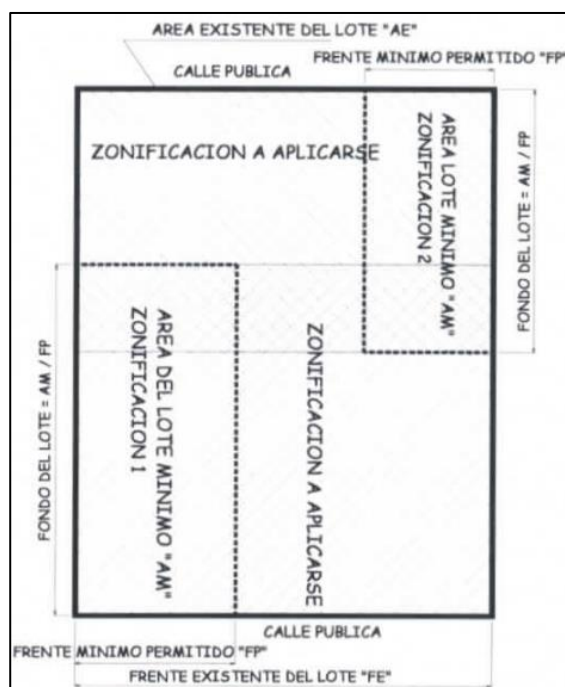 AREA EXISTENTE DEL LOTE "AE"
FRENTE MINIMO PERMITIDO "FP"
CALLE PUBLICA
ZONIFICACION A APLICARSE
AREA LOTE MINIMO "AM"
ZONIFICACION 2
FONDO DEL LOTE = AM / FP
FONDO DEL LOTE = AM / FP
AREA DEL LOTE MINIMO "AM"
ZONIFICACION 1
ZONIFICACION A APLICARSE
CALLE PUBLICA
FRENTE MINIMO PERMITIDO "FP"
FRENTE EXISTENTE DEL LOTE "FE"